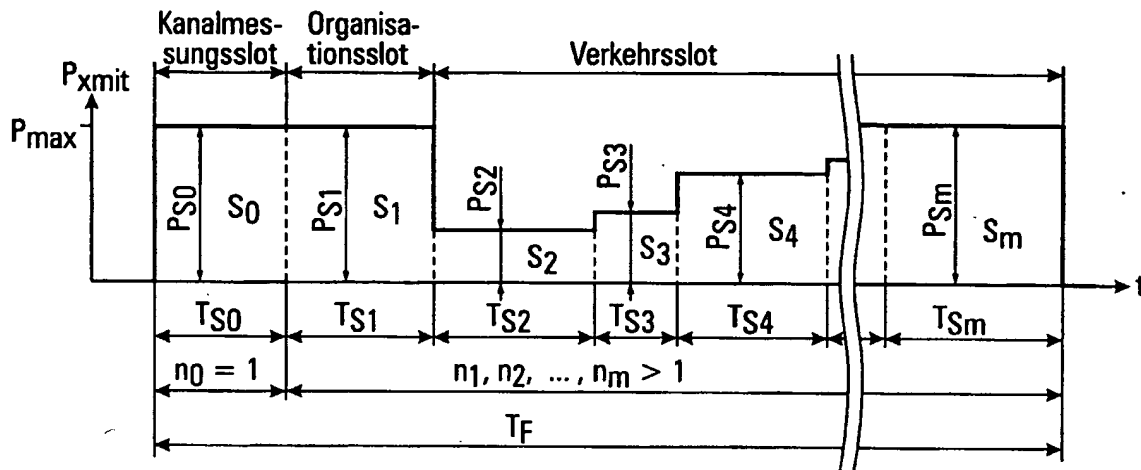 Kanalmes-
sungsslot
Organisa-
tionsslot
Verkehrsslot
Pxmit
Pmax
PS0
S0
PS1
S1
PS2
S2
PS3
S3
PS4
S4
PSm
Sm
t
TS0
TS1
TS2
TS3
TS4
TSm
n0 = 1
n1, n2, ..., nm > 1
TF